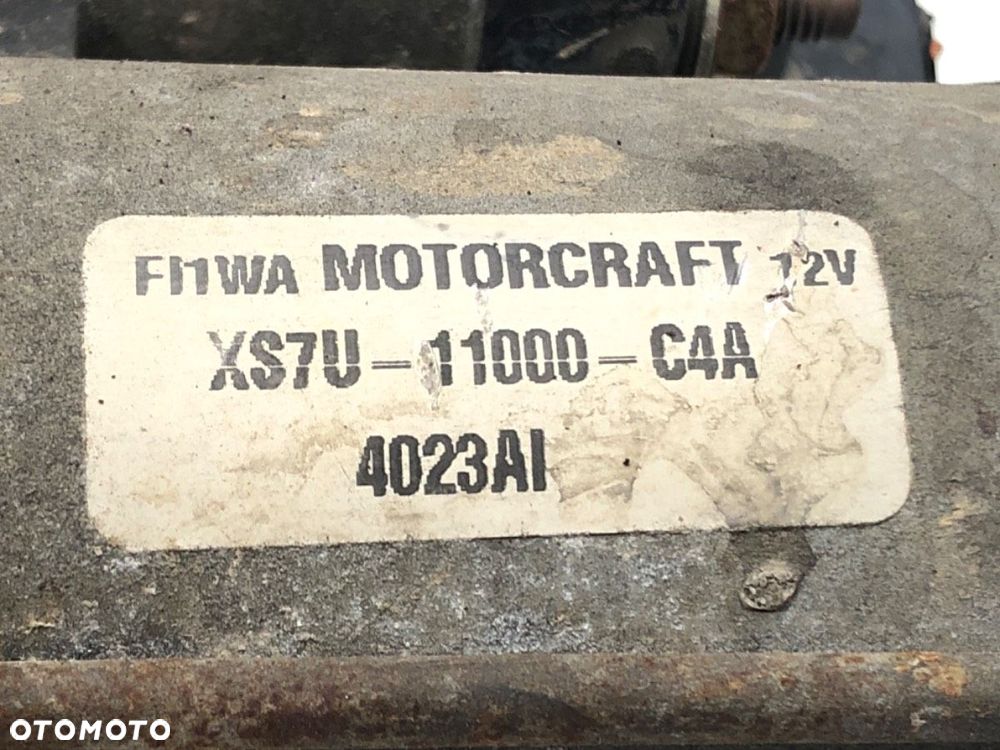 FI1WA MOTORCRAFT 12V
XS7U-11000-C4A
4023AI
OTOMOTO